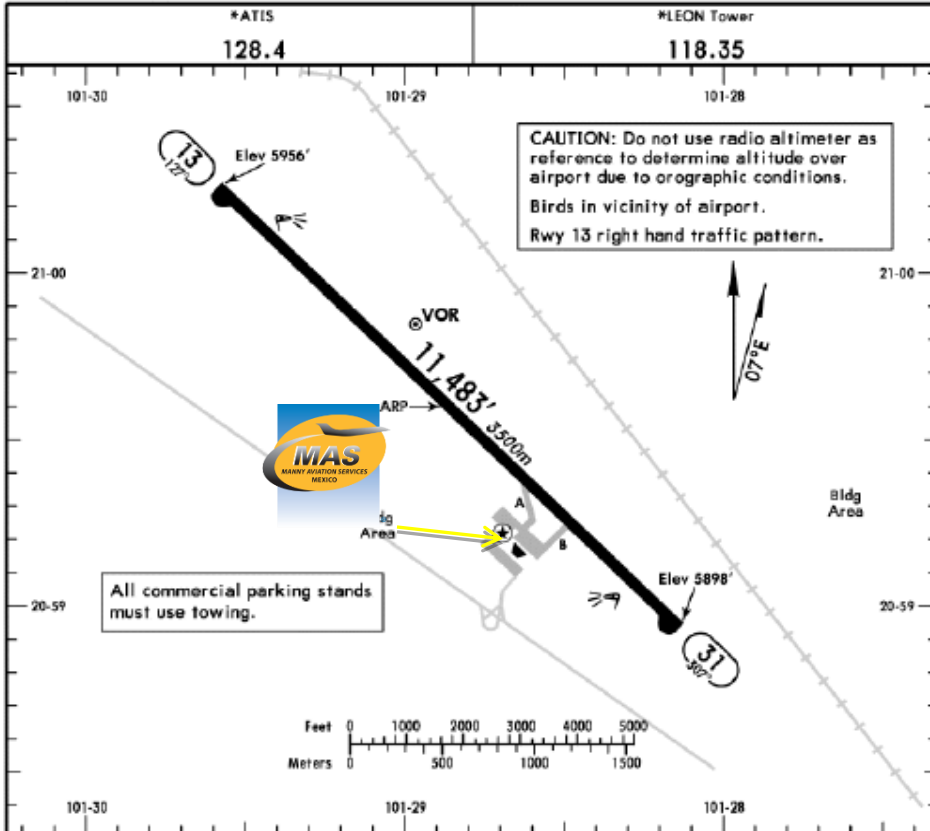 *ATIS
128.4
*LEON Tower
118.35
101-30
101-29
101-28
CAUTION: Do not use radio altimeter as
reference to determine altitude over
airport due to orographic conditions.
Birds in vicinity of airport.
Rwy 13 right hand traffic pattern.
13
122°
Elev 5956'
21-00
21-00
VOR
07°E
11,483'
3500m
ARP
MAS
MANNY AVIATION SERVICES
MEXICO
A
B
Bldg
Area
dg
Area
Elev 5898'
All commercial parking stands
must use towing.
20-59
20-59
31
302°
Feet 0 1000 2000 3000 4000 5000
Meters 0 500 1000 1500
101-30
101-29
101-28